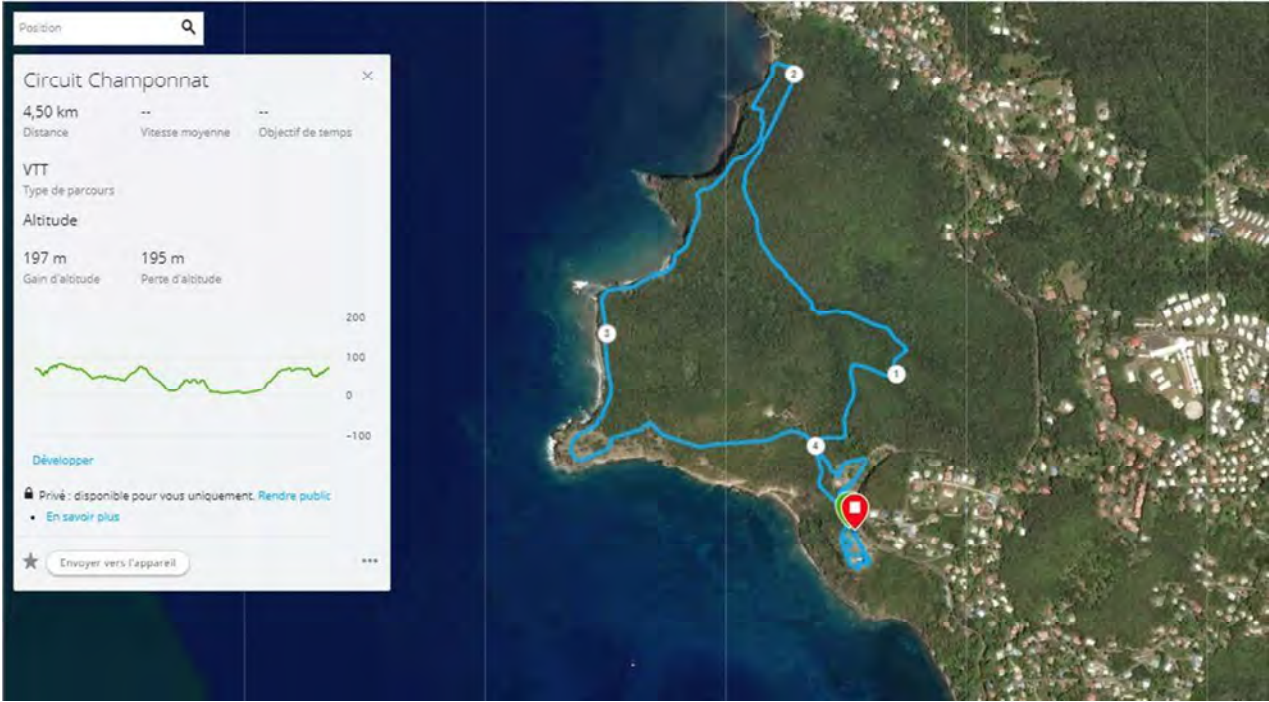 Position
Circuit Champonnat
4,50 km -- --
Distance Vitesse moyenne Objectif de temps
VTT
Type de parcours
Altitude
197 m 195 m
Gain d'altitude Perte d'altitude
200
100
0
-100
Développer
Privé : disponible pour vous uniquement. Rendre public
• En savoir plus
Envoyer vers l'appareil
2
3
1
4